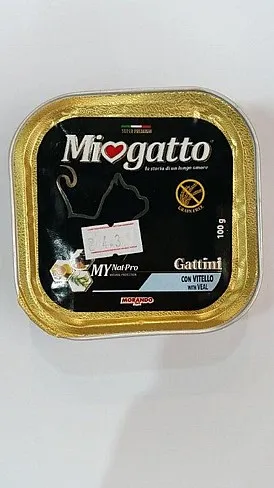 SUPER PREMIUM
Miogatto
la storia di un lungo amore
GRAIN FREE
100 g
MY Nat Pro
Gattini
CON VITELLO
WITH VEAL
MORANDO